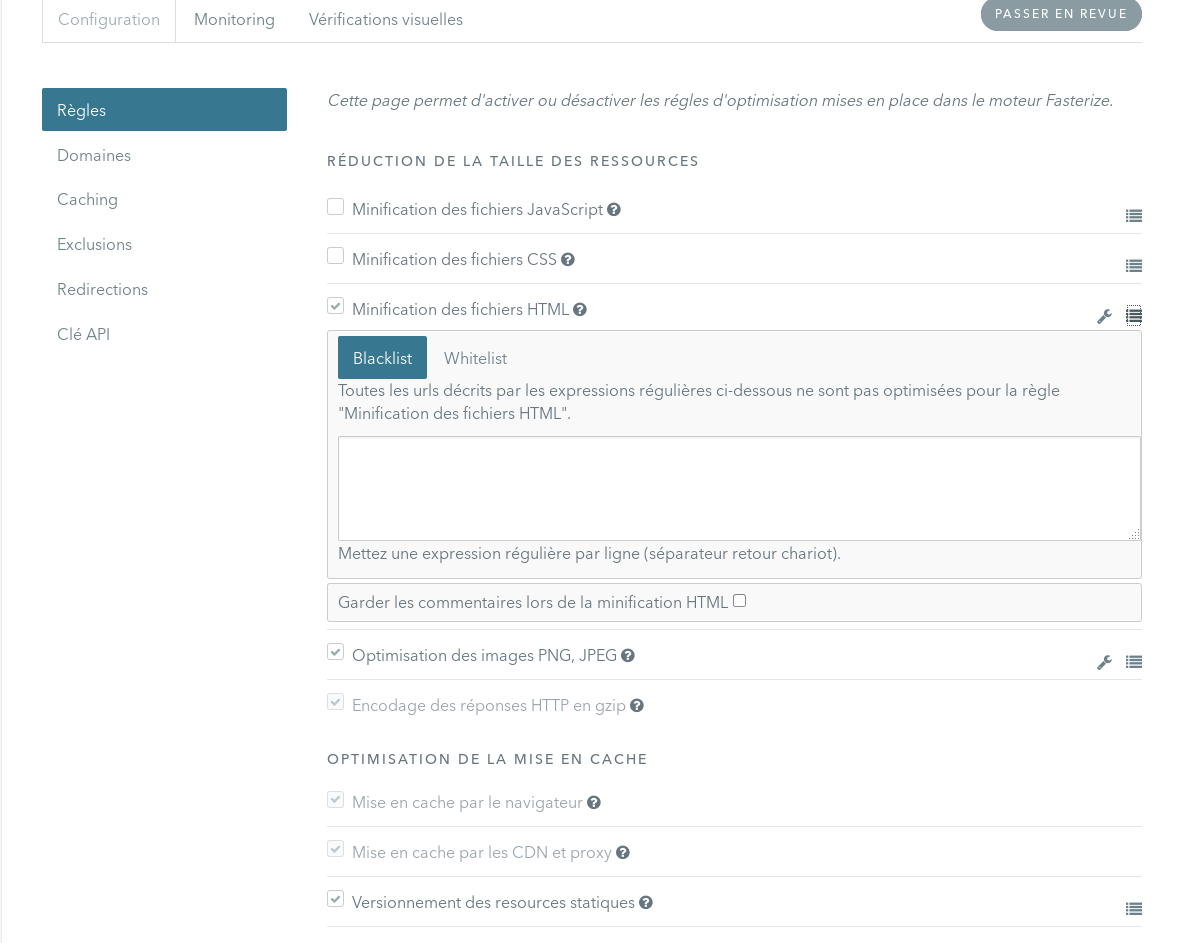 Configuration
Monitoring
Vérifications visuelles
PASSER EN REVUE
Règles
Domaines
Caching
Exclusions
Redirections
Clé API
Cette page permet d'activer ou désactiver les régles d'optimisation mises en place dans le moteur Fasterize.
RÉDUCTION DE LA TAILLE DES RESSOURCES
Minification des fichiers JavaScript
Minification des fichiers CSS
Minification des fichiers HTML
Blacklist
Whitelist
Toutes les urls décrits par les expressions régulières ci-dessous ne sont pas optimisées pour la règle
"Minification des fichiers HTML".
Mettez une expression régulière par ligne (séparateur retour chariot).
Garder les commentaires lors de la minification HTML
Optimisation des images PNG, JPEG
Encodage des réponses HTTP en gzip
OPTIMISATION DE LA MISE EN CACHE
Mise en cache par le navigateur
Mise en cache par les CDN et proxy
Versionnement des resources statiques